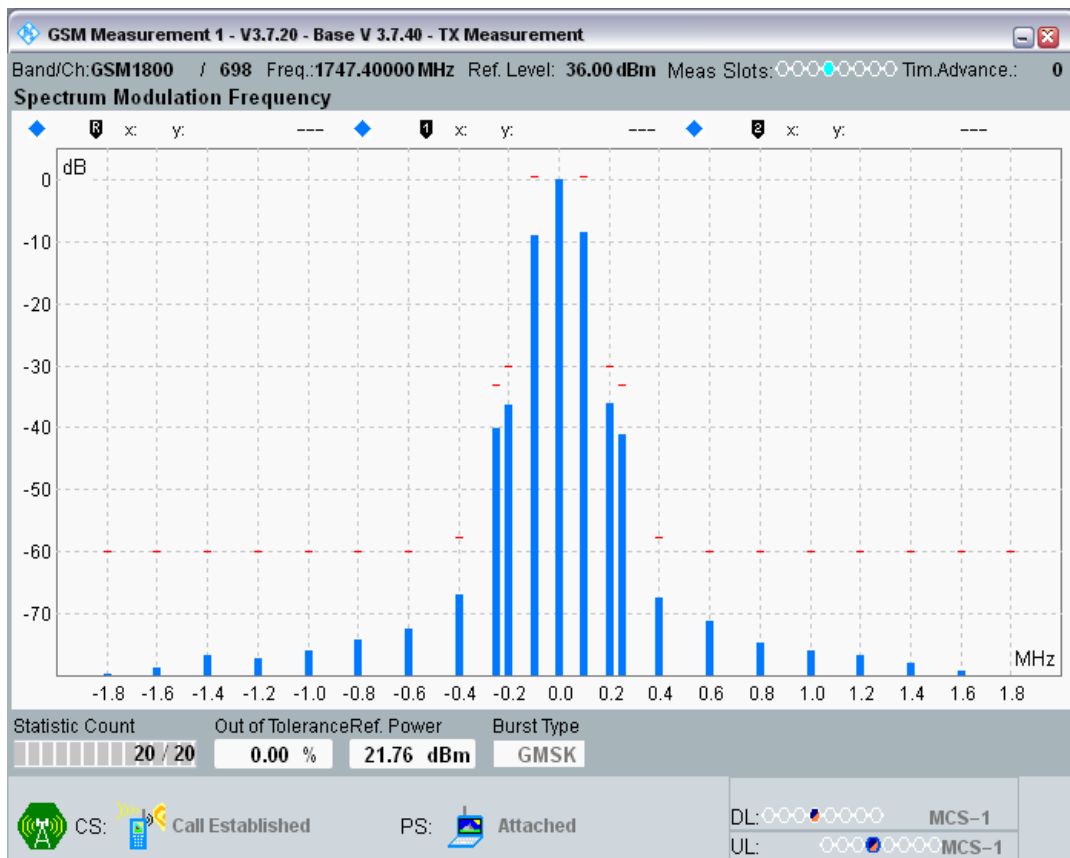 GSM Measurement 1 - V3.7.20 - Base V 3.7.40 - TX Measurement
Band/Ch:GSM1800 / 698 Freq.:1747.40000 MHz Ref. Level: 36.00 dBm Meas Slots: Tim.Advance.: 0
Spectrum Modulation Frequency
R x: y: --- 1 x: y: --- 2 x: y: ---
dB
0
-10
-20
-30
-40
-50
-60
-70
MHz
-1.8 -1.6 -1.4 -1.2 -1.0 -0.8 -0.6 -0.4 -0.2 0.0 0.2 0.4 0.6 0.8 1.0 1.2 1.4 1.6 1.8
Statistic Count Out of Tolerance Ref. Power Burst Type
20 / 20 0.00 % 21.76 dBm GMSK
CS: Call Established PS: Attached
DL: MCS-1
UL: MCS-1